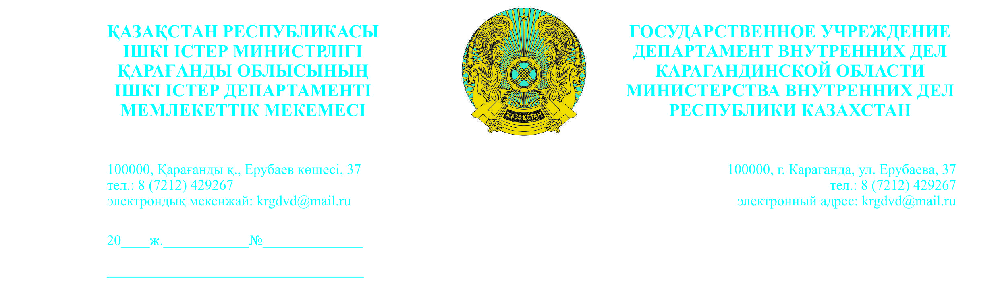 ҚАЗАҚСТАН РЕСПУБЛИКАСЫ
ІШКІ ІСТЕР МИНИСТРЛІГІ
ҚАРАҒАНДЫ ОБЛЫСЫНЫҢ
ІШКІ ІСТЕР ДЕПАРТАМЕНТІ
МЕМЛЕКЕТТІК МЕКЕМЕСІ
ҚАЗАҚСТАН
ГОСУДАРСТВЕННОЕ УЧРЕЖДЕНИЕ
ДЕПАРТАМЕНТ ВНУТРЕННИХ ДЕЛ
КАРАГАНДИНСКОЙ ОБЛАСТИ
МИНИСТЕРСТВА ВНУТРЕННИХ ДЕЛ
РЕСПУБЛИКИ КАЗАХСТАН
100000, Қарағанды қ., Ерубаев көшесі, 37
тел.: 8 (7212) 429267
электрондық мекенжай: krgdvd@mail.ru
100000, г. Караганда, ул. Ерубаева, 37
тел.: 8 (7212) 429267
электронный адрес: krgdvd@mail.ru
20____ж.____________№______________